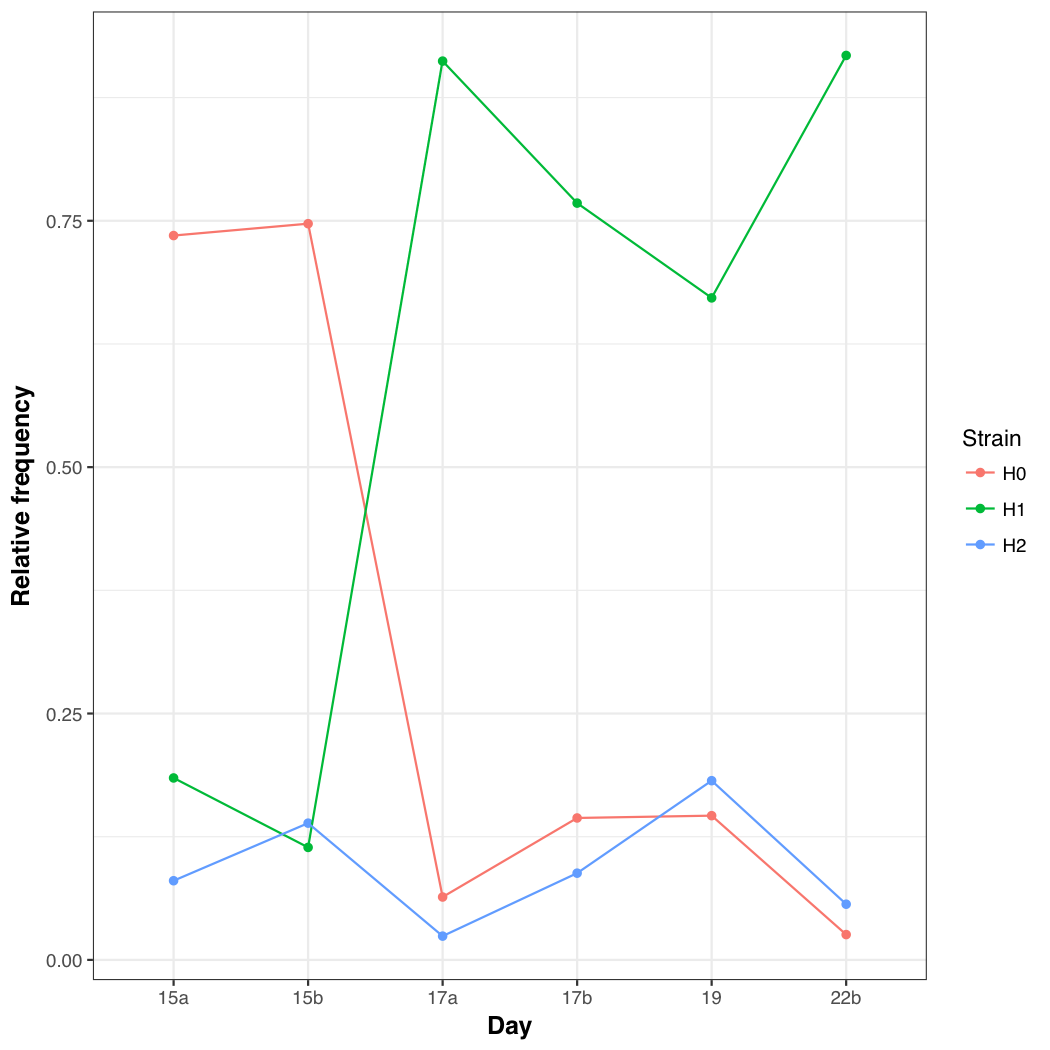 Relative frequency
0.75
0.50
0.25
0.00
15a 15b 17a 17b 19 22b
Day
Strain
H0
H1
H2